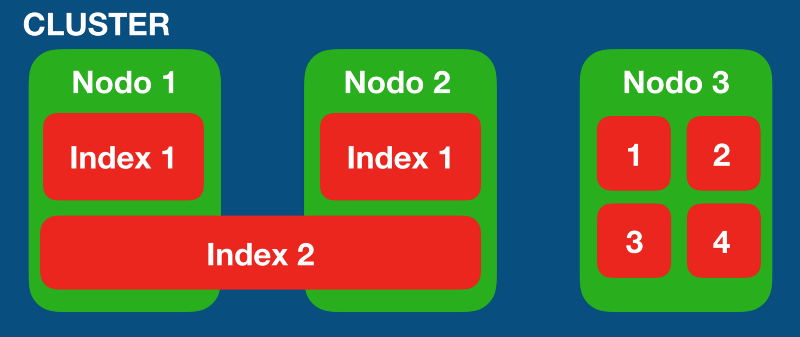 CLUSTER
Nodo 1
Nodo 2
Nodo 3
Index 1
Index 1
1
2
3
4
Index 2